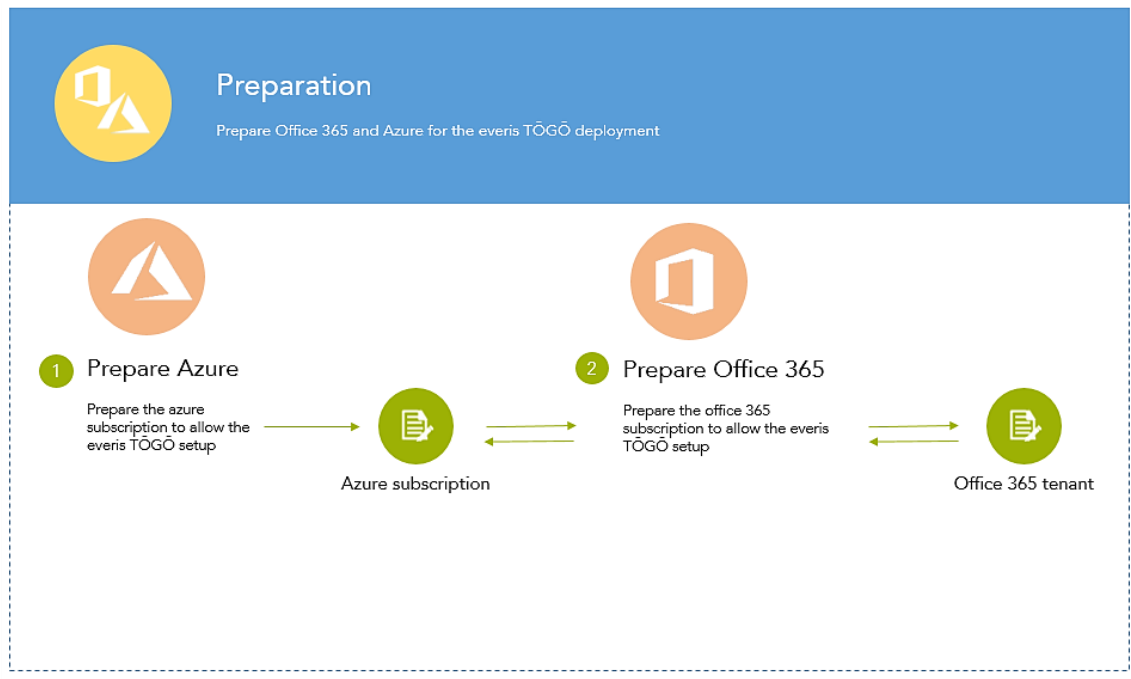 Preparation
Prepare Office 365 and Azure for the everis TŌGŌ deployment
1
Prepare Azure
Prepare the azure
subscription to allow the
everis TŌGŌ setup
Azure subscription
2
Prepare Office 365
Prepare the office 365
subscription to allow the everis
TŌGŌ setup
Office 365 tenant